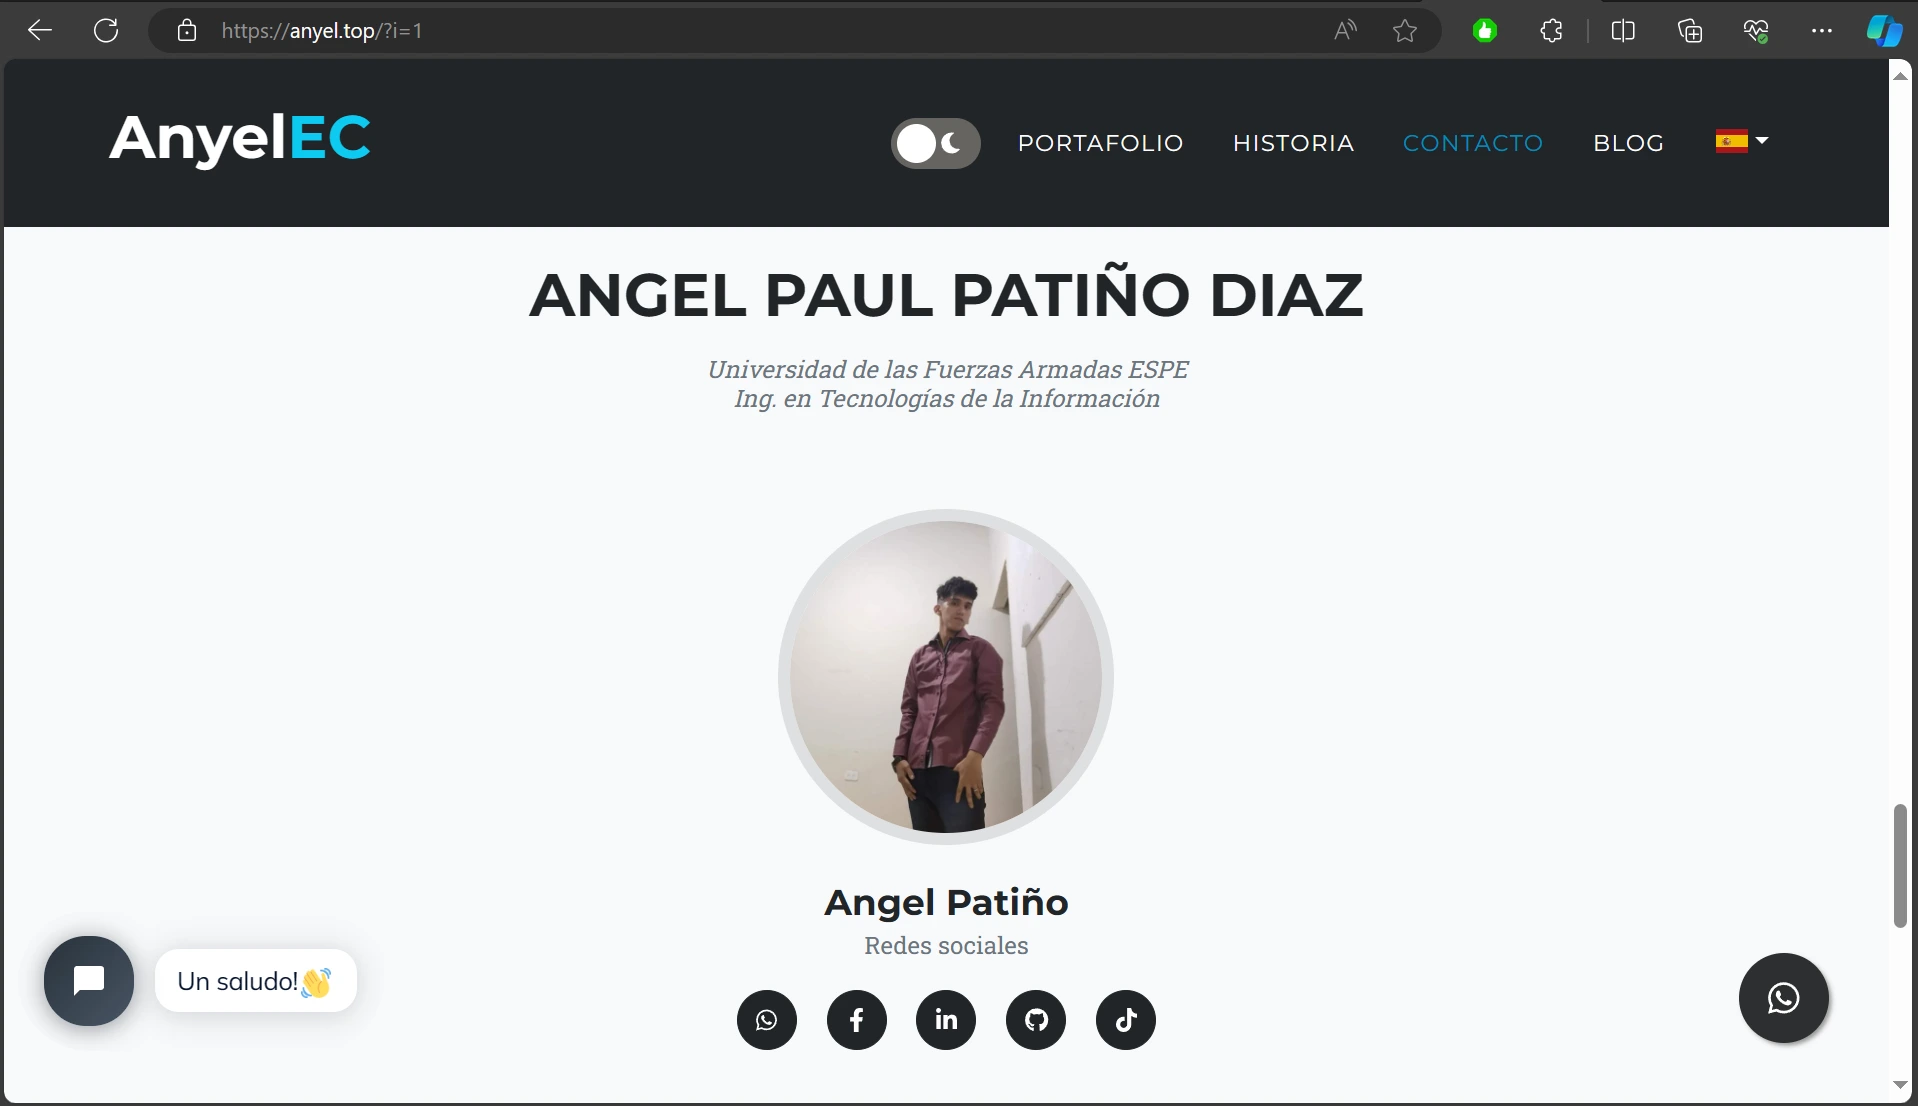 https://anyel.top/?i=1
AnyelEC
PORTAFOLIO
HISTORIA
CONTACTO
BLOG
ANGEL PAUL PATIÑO DIAZ
Universidad de las Fuerzas Armadas ESPE
Ing. en Tecnologías de la Información
Angel Patiño
Redes sociales
Un saludo!👋